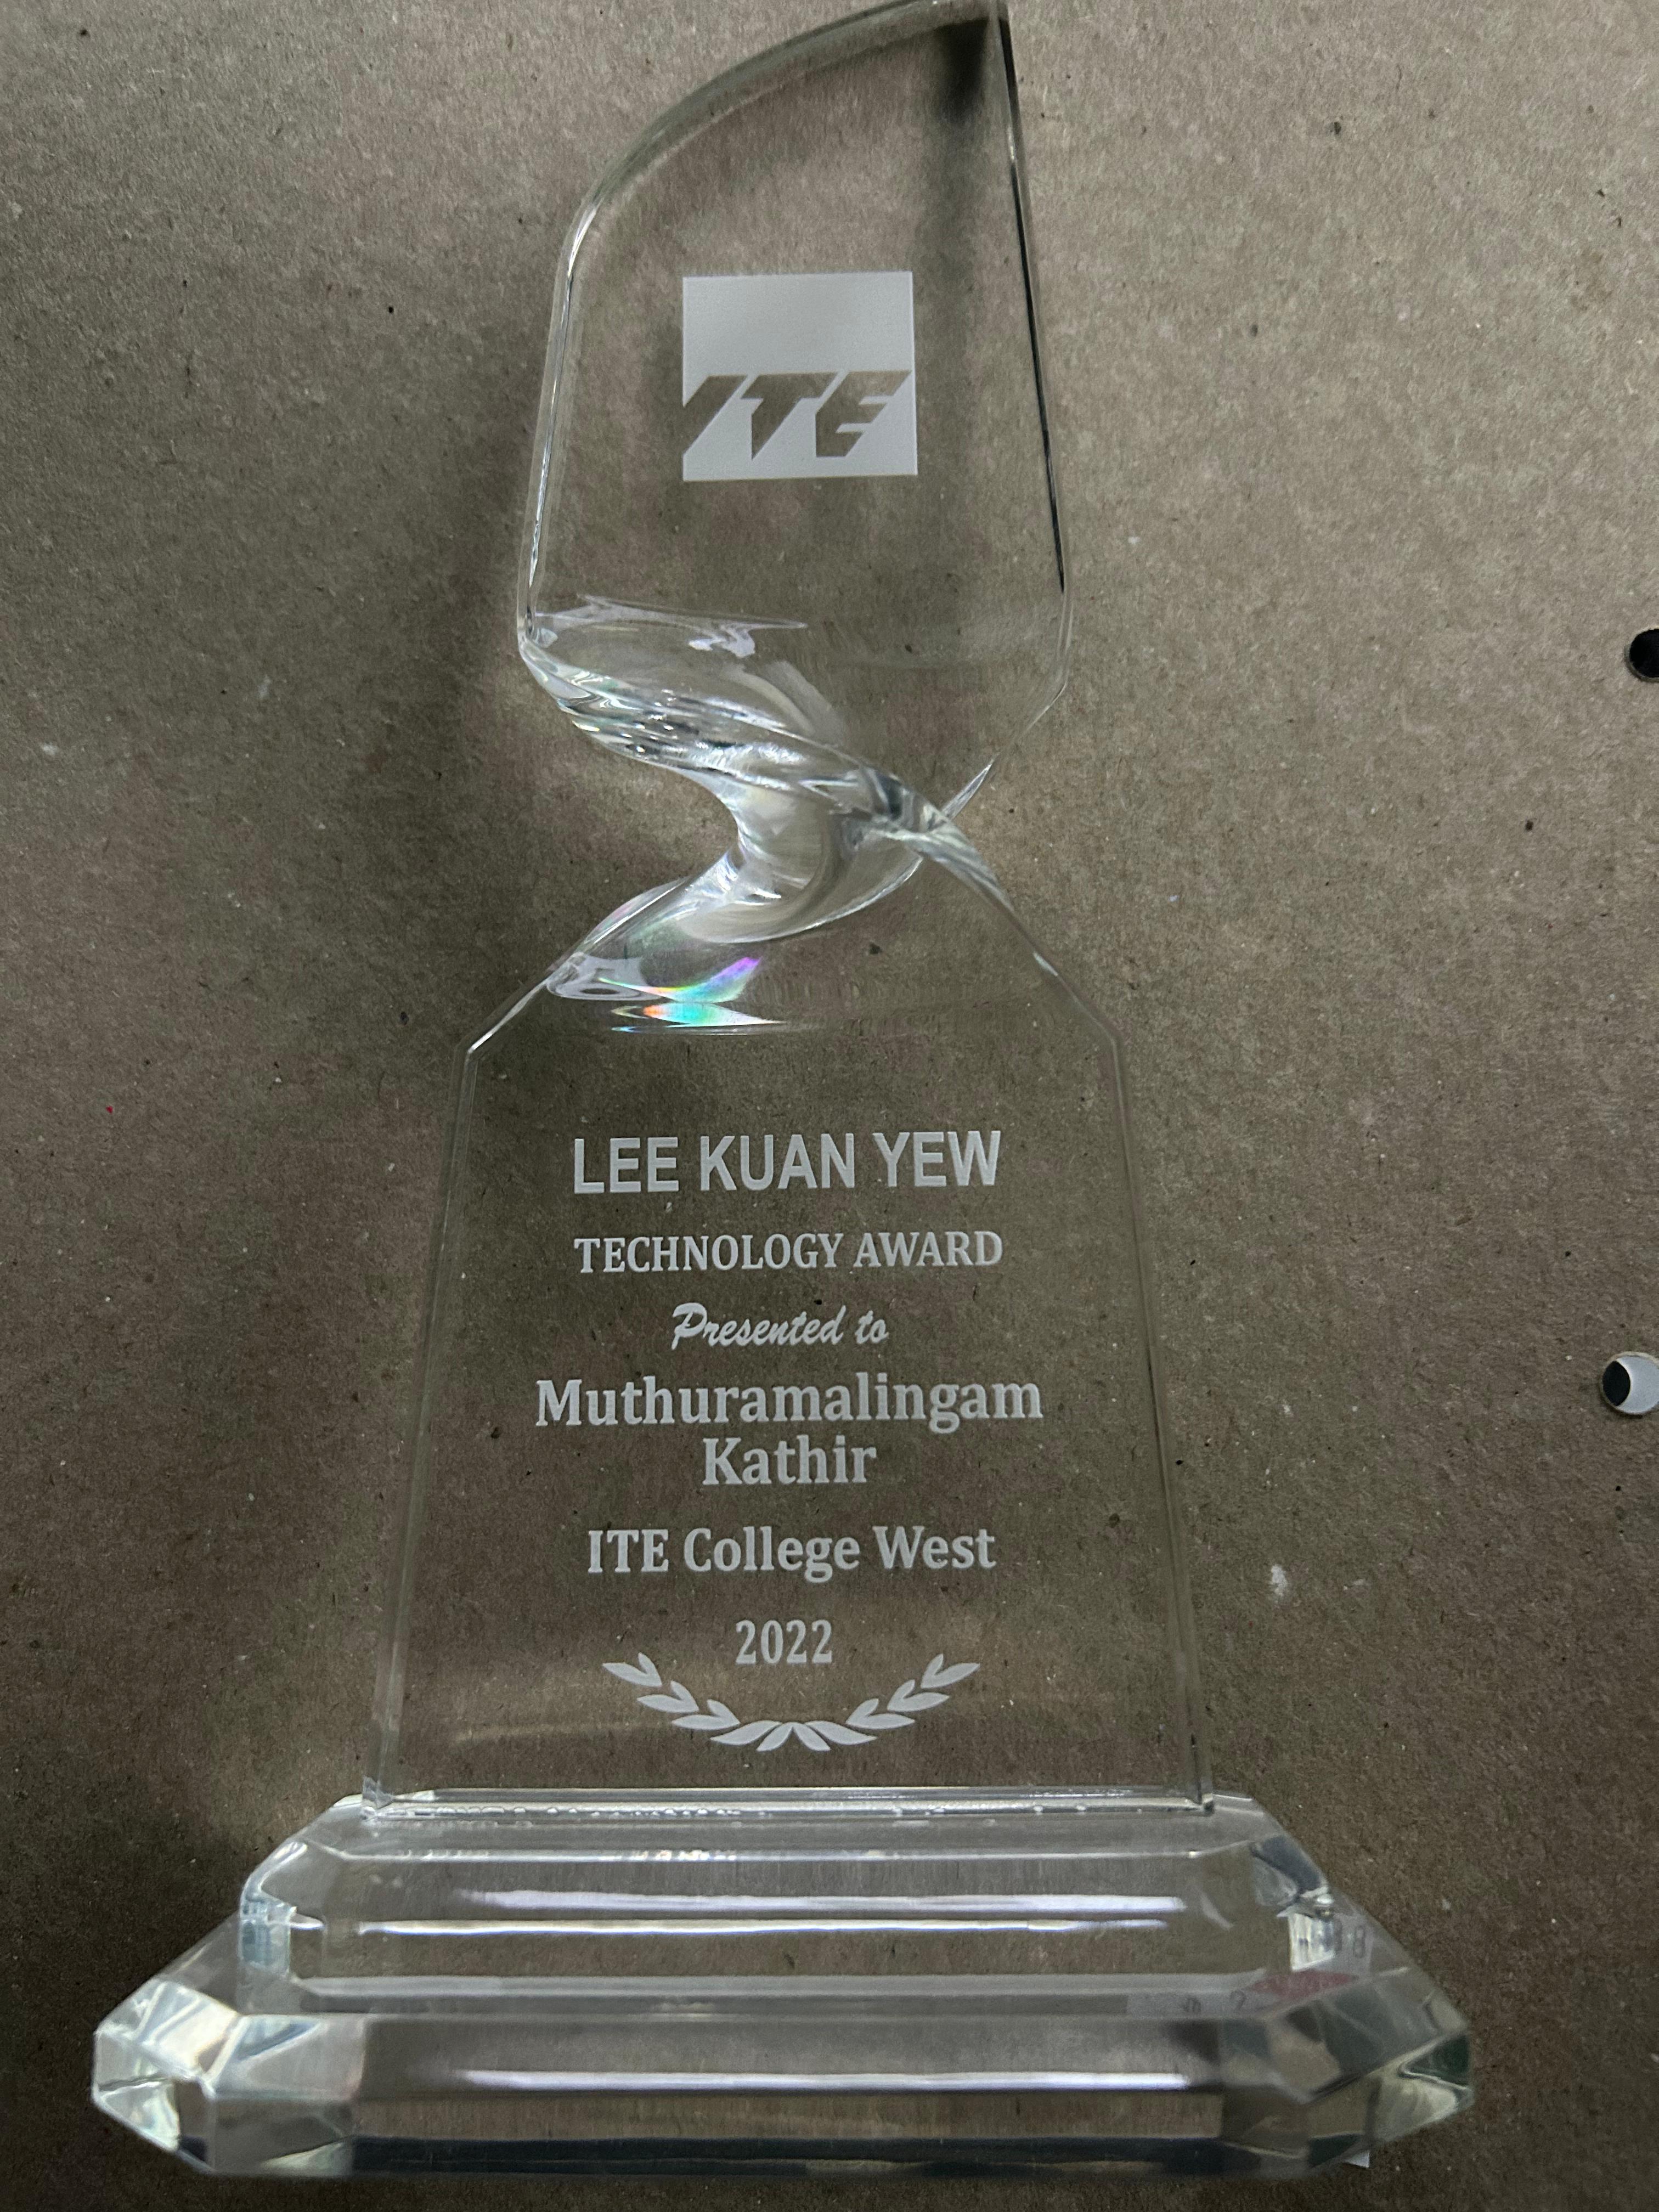 ITE
LEE KUAN YEW
TECHNOLOGY AWARD
Presented to
Muthuramalingam
Kathir
ITE College West
2022